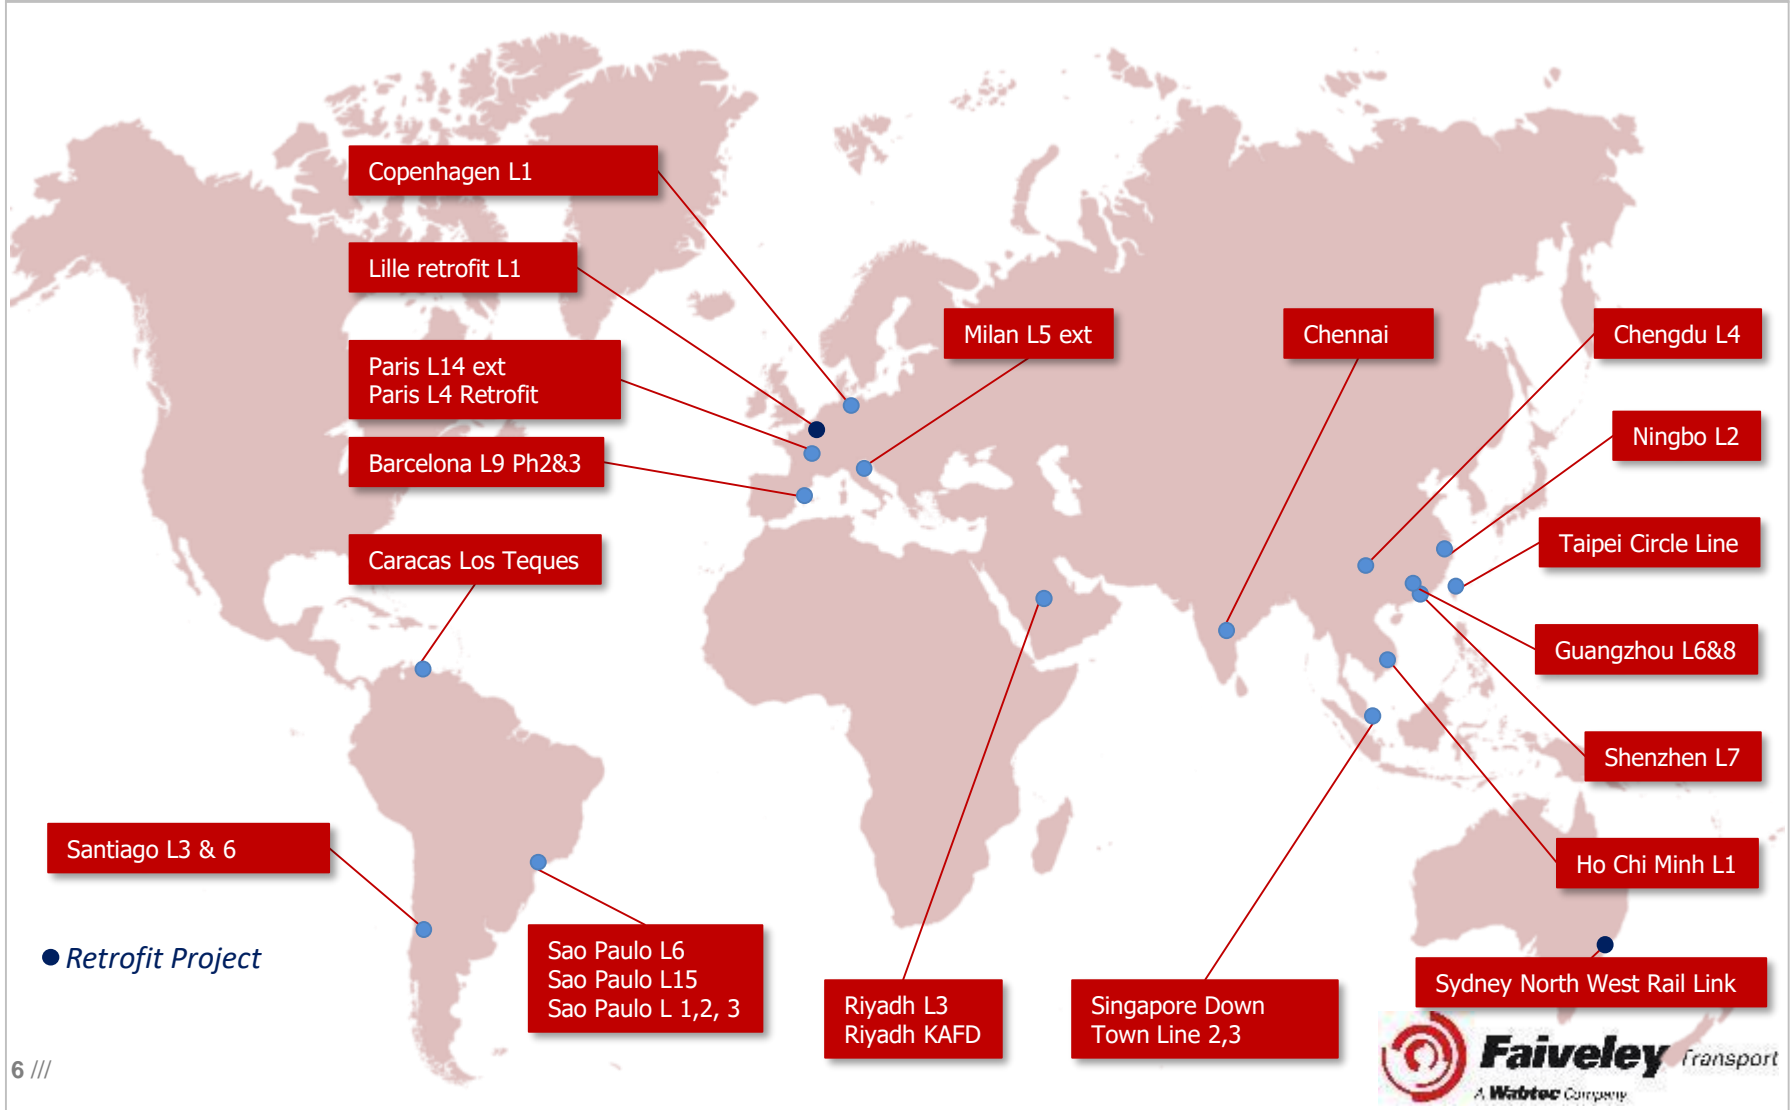 Copenhagen L1
Lille retrofit L1
Milan L5 ext
Chennai
Chengdu L4
Paris L14 ext
Paris L4 Retrofit
Ningbo L2
Barcelona L9 Ph2&3
Taipei Circle Line
Caracas Los Teques
Guangzhou L6&8
Shenzhen L7
Santiago L3 & 6
Ho Chi Minh L1
Retrofit Project
Sao Paulo L6
Sao Paulo L15
Sao Paulo L 1,2, 3
Riyadh L3
Riyadh KAFD
Singapore Down
Town Line 2,3
Sydney North West Rail Link
Faiveley Transport
A Wabtec Company
6 ///